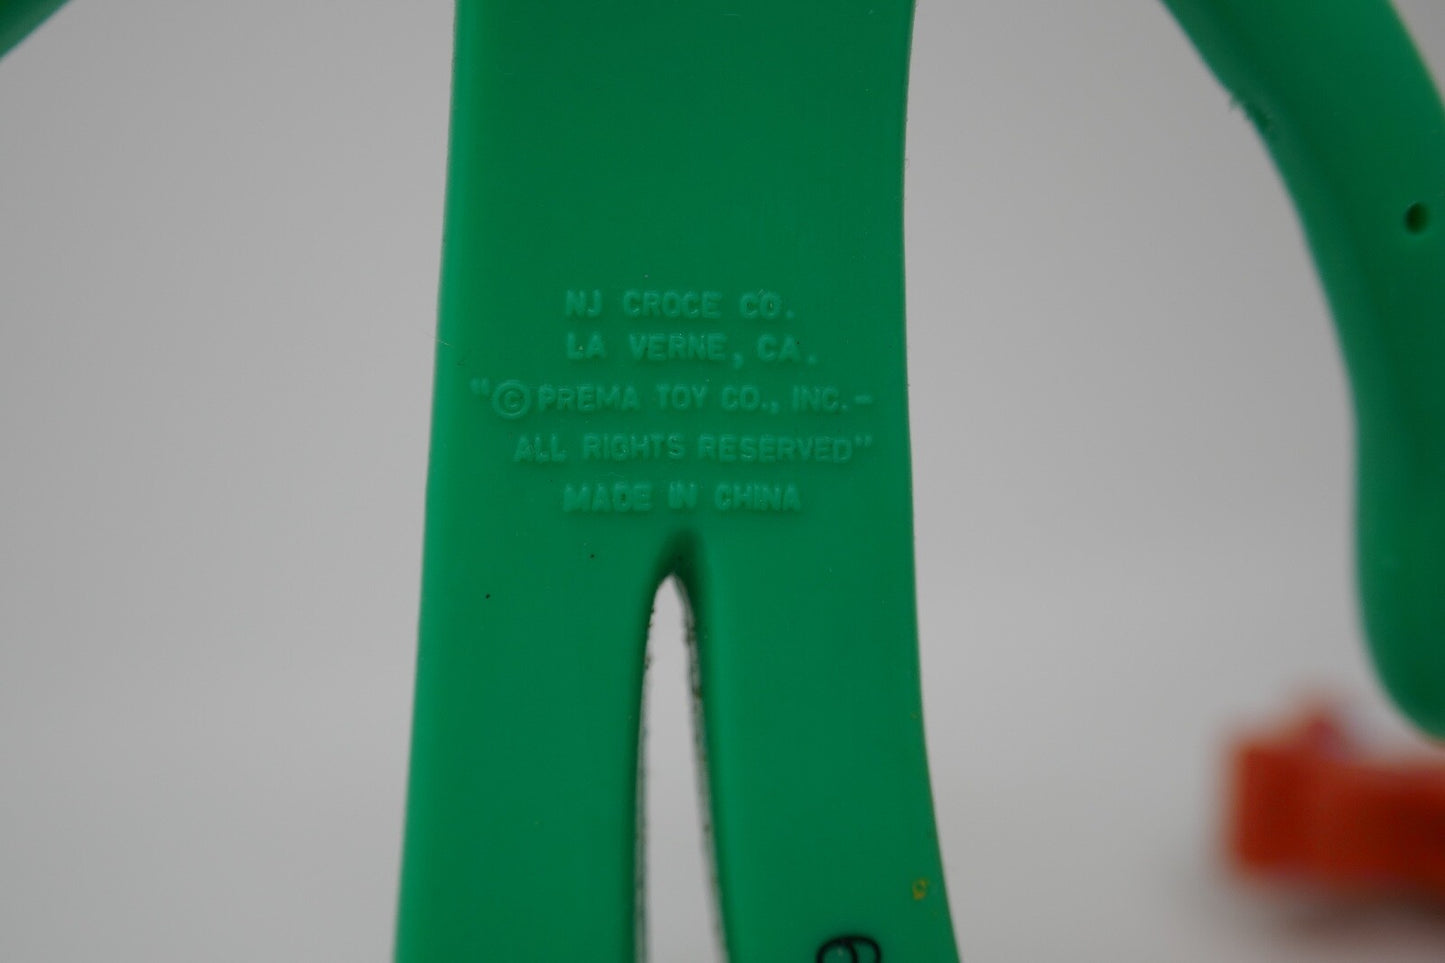 NJ CROCE CO.
LA VERNE, CA.
"© PREMA TOY CO., INC.-
ALL RIGHTS RESERVED"
MADE IN CHINA